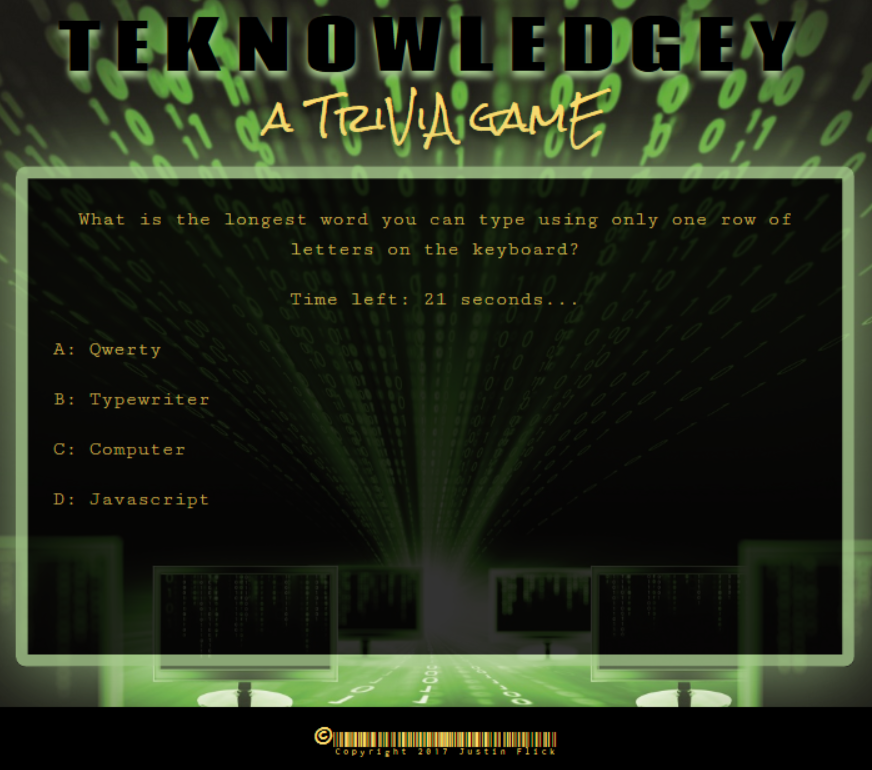 TEKNOWLEDGEY
A TRIVIA GAME
What is the longest word you can type using only one row of
letters on the keyboard?
Time left: 21 seconds...
A: Qwerty
B: Typewriter
C: Computer
D: Javascript
©
Copyright 2017 Justin Flick